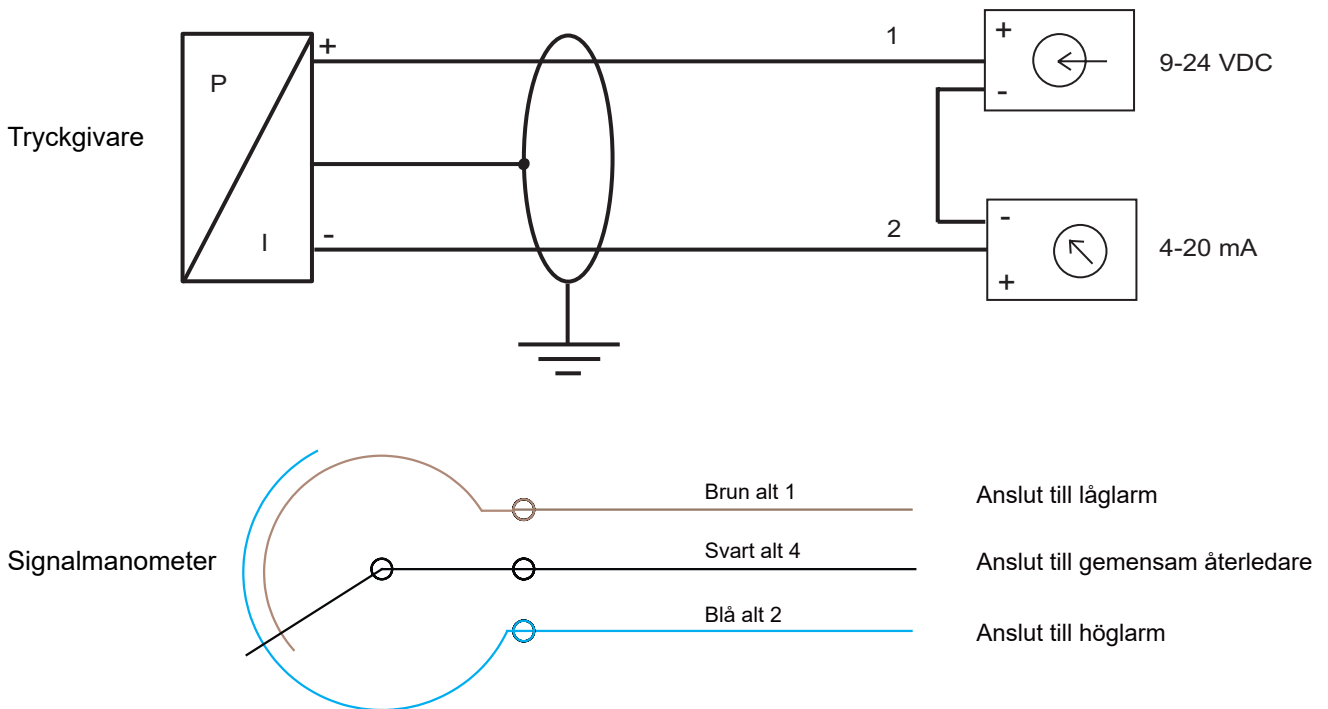 1
+
+
9-24 VDC
P
-
Tryckgivare
-
2
I
-
4-20 mA
+
Brun alt 1
Anslut till låglarm
Signalmanometer
Svart alt 4
Anslut till gemensam återledare
Blå alt 2
Anslut till höglarm